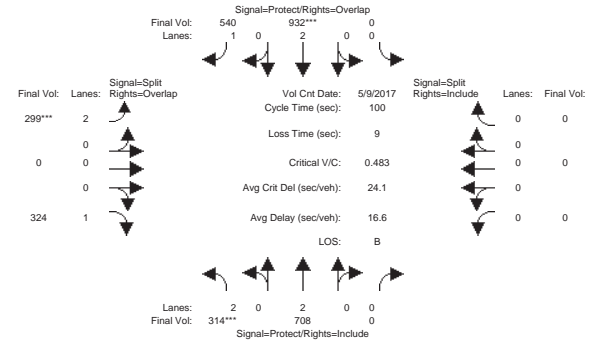 Signal=Protect/Rights=Overlap
Final Vol: 540 932*** 0
Lanes: 1 0 2 0 0
Signal=Split Signal=Split
Final Vol: Lanes: Rights=Overlap Vol Cnt Date: 5/9/2017 Rights=Include Lanes: Final Vol:
Cycle Time (sec): 100
299*** 2 0 0
Loss Time (sec): 9
0 0
0 0 Critical V/C: 0.483 0 0
0 Avg Crit Del (sec/veh): 24.1 0
324 1 Avg Delay (sec/veh): 16.6 0 0
LOS: B
Lanes: 2 0 2 0 0
Final Vol: 314*** 708 0
Signal=Protect/Rights=Include